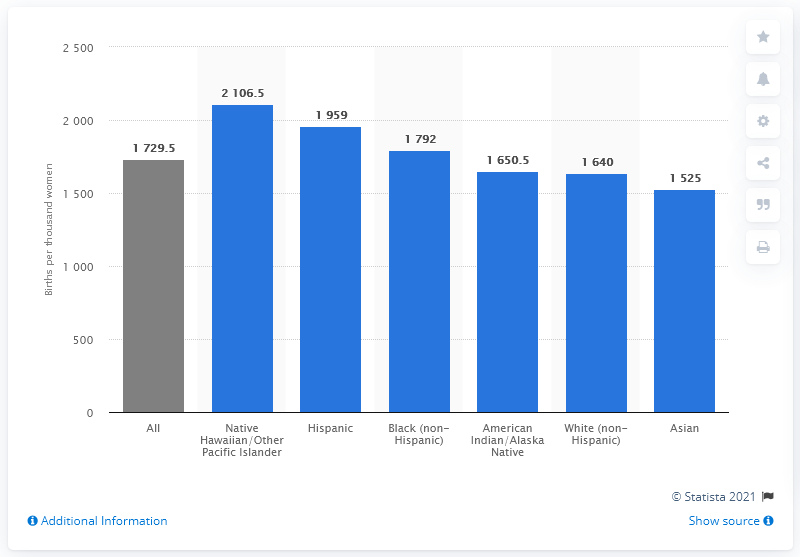 2 500
2 000
1 500
1 000
500
0
Births per thousand women
1 729.5
2 106.5
1 959
1 792
1 650.5
1 640
1 525
All
Native
Hawaiian/Other
Pacific Islander
Hispanic
Black (non-
Hispanic)
American
Indian/Alaska
Native
White (non-
Hispanic)
Asian
© Statista 2021
Additional Information
Show source